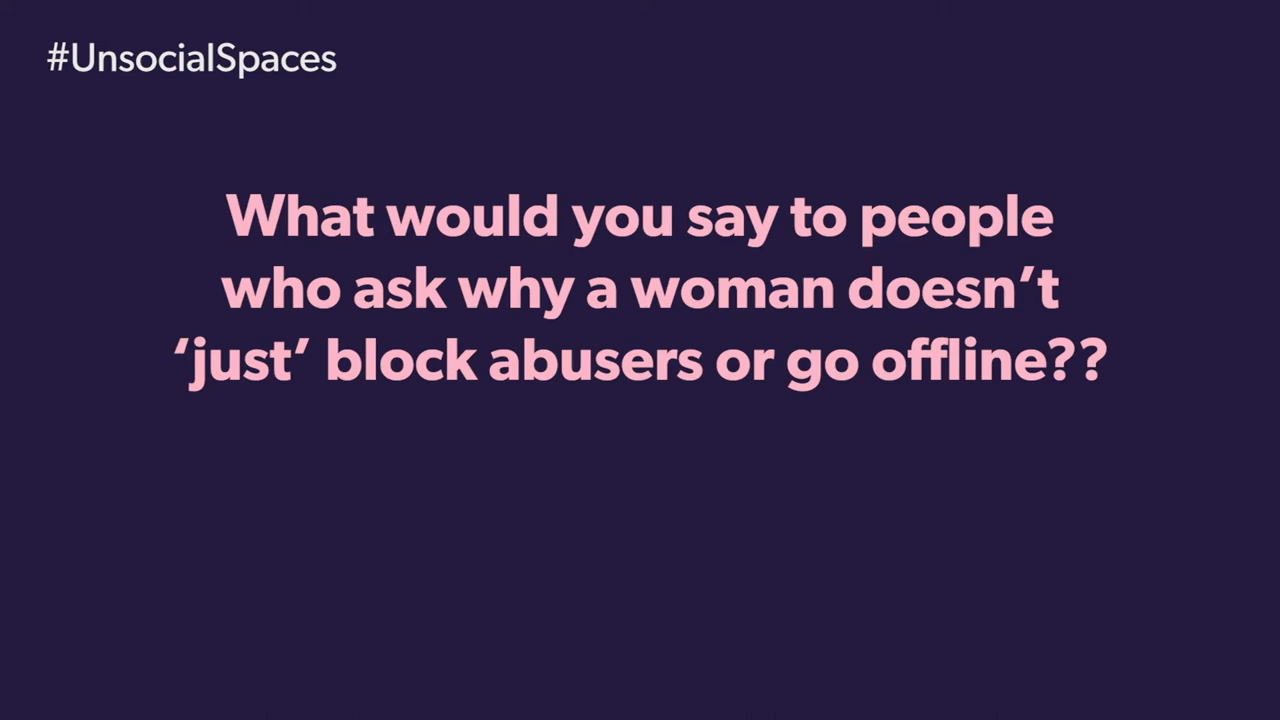 #UnsocialSpaces
What would you say to people
who ask why a woman doesn’t
‘just’ block abusers or go offline??